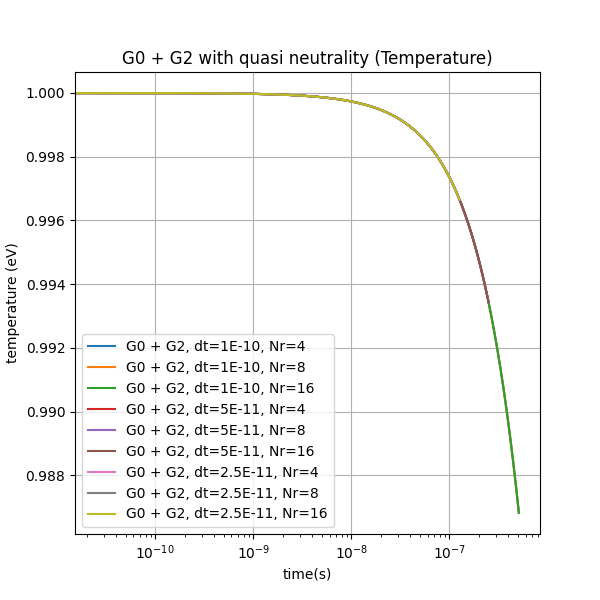 G0 + G2 with quasi neutrality (Temperature)
temperature (eV)
1.000
0.998
0.996
0.994
0.992
0.990
0.988
G0 + G2, dt=1E-10, Nr=4
G0 + G2, dt=1E-10, Nr=8
G0 + G2, dt=1E-10, Nr=16
G0 + G2, dt=5E-11, Nr=4
G0 + G2, dt=5E-11, Nr=8
G0 + G2, dt=5E-11, Nr=16
G0 + G2, dt=2.5E-11, Nr=4
G0 + G2, dt=2.5E-11, Nr=8
G0 + G2, dt=2.5E-11, Nr=16
10⁻¹⁰ 10⁻⁹ 10⁻⁸ 10⁻⁷
time(s)